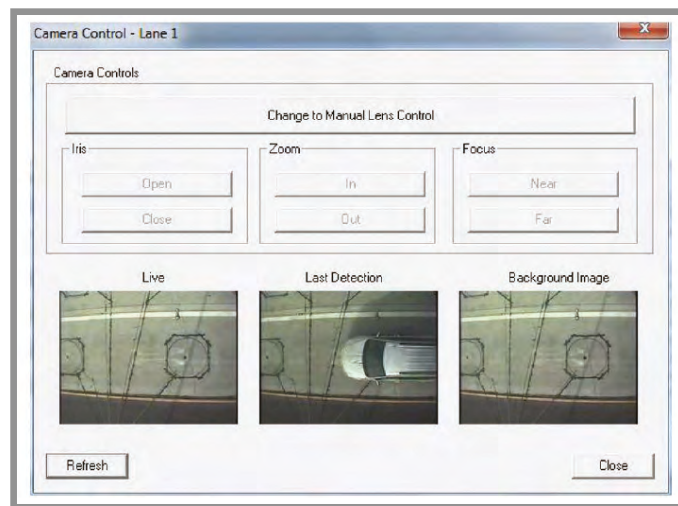 Camera Control - Lane 1
Camera Controls
Change to Manual Lens Control
Iris Zoom Focus
Open In Near
Close Out Far
Live Last Detection Background Image
Refresh Close